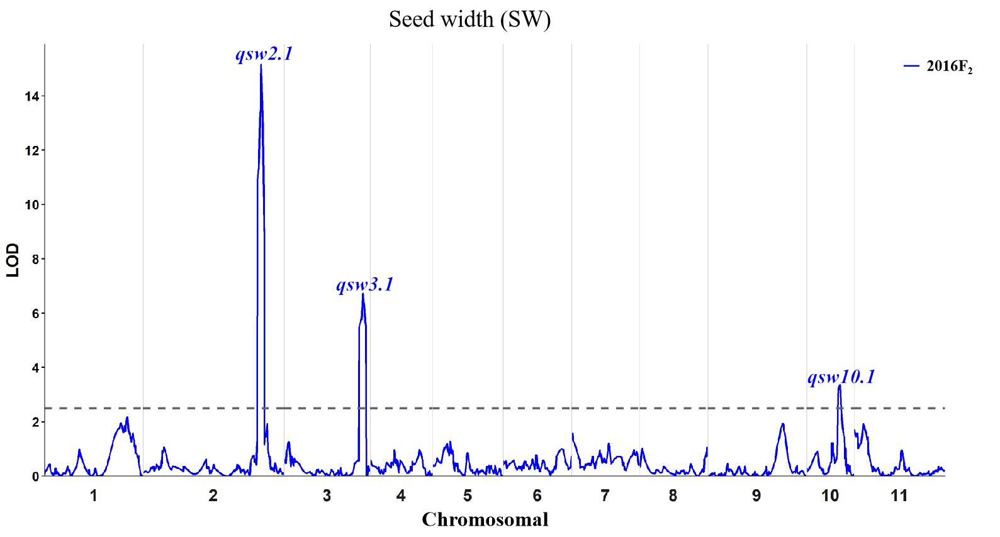 Seed width (SW)
qsw2.1
2016F₂
14
12
10
8
6
4
2
0
LOD
qsw3.1
qsw10.1
1 2 3 4 5 6 7 8 9 10 11
Chromosomal